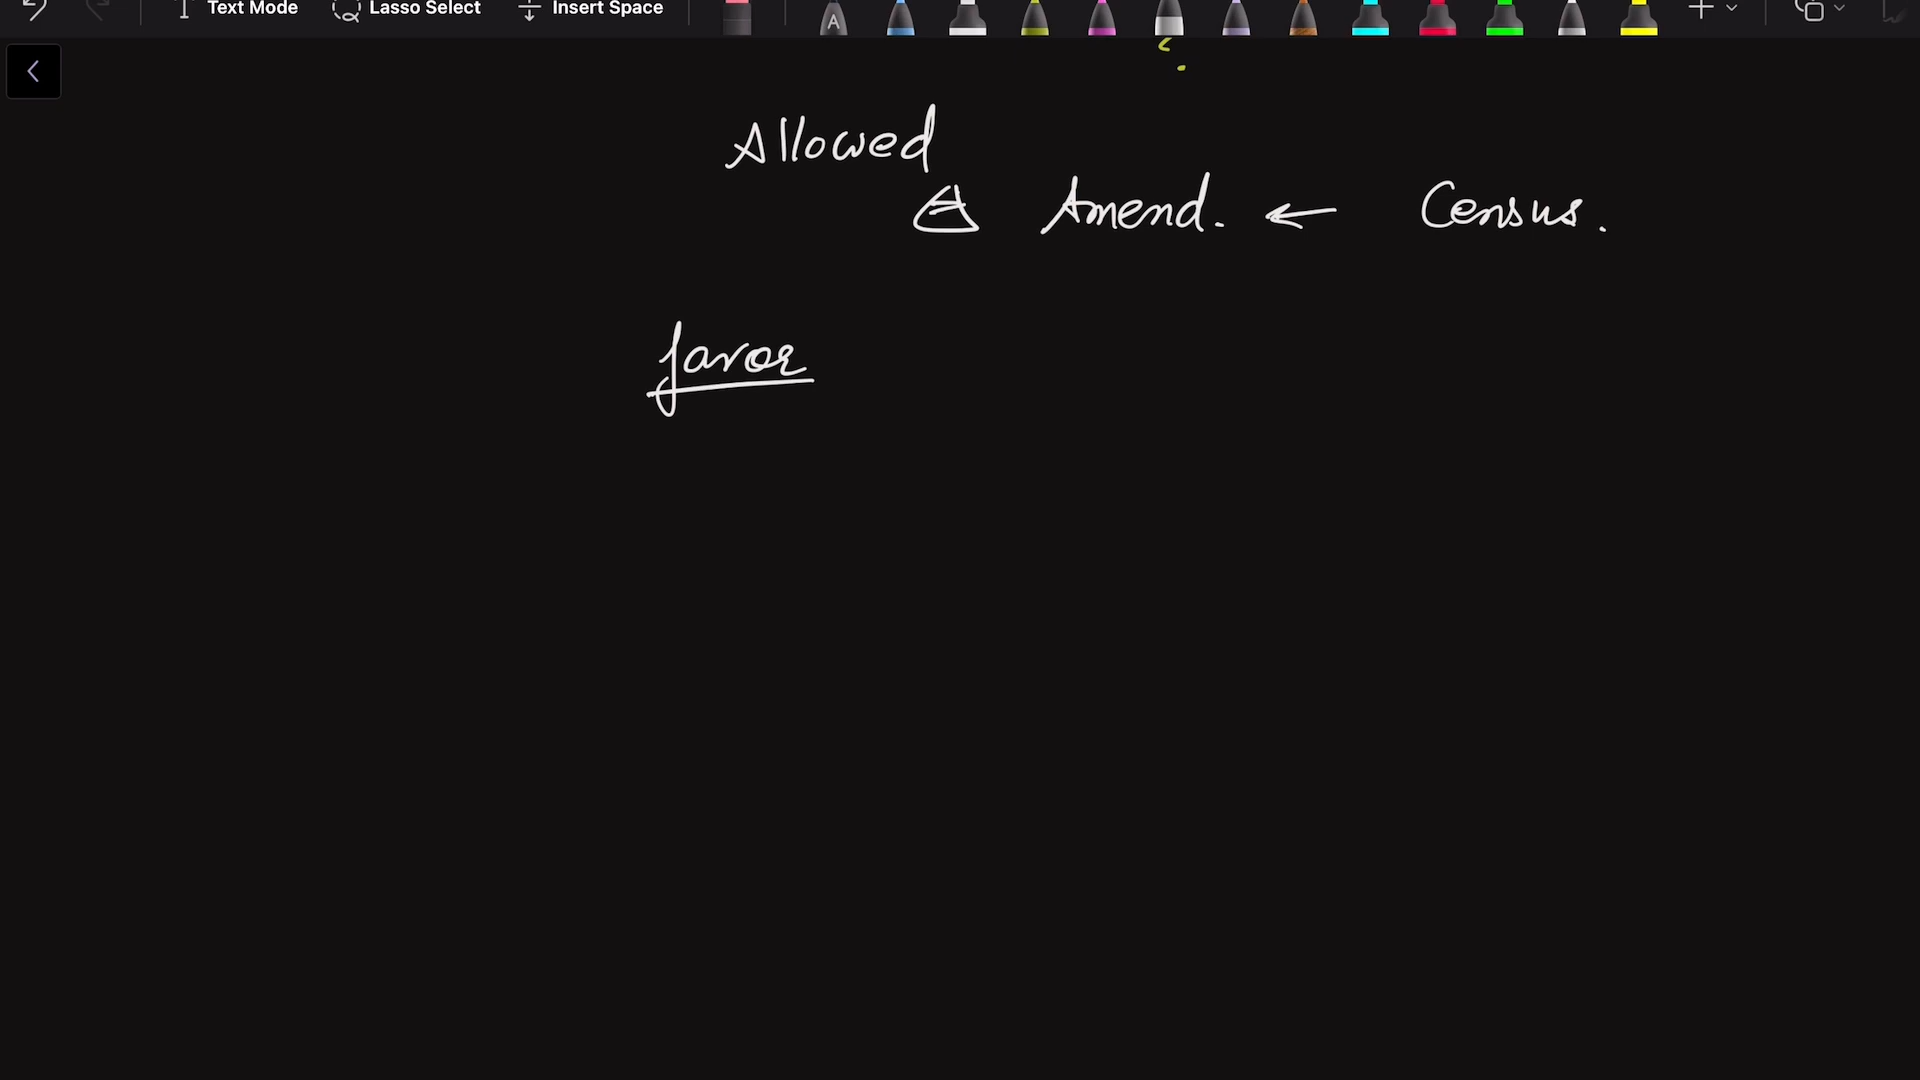 Text Mode Lasso Select Insert Space
Allowed
Amend. ← Census.
favor